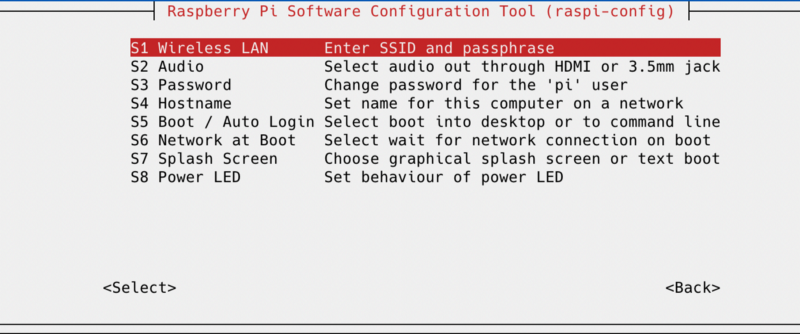 Raspberry Pi Software Configuration Tool (raspi-config)
S1 Wireless LAN Enter SSID and passphrase
S2 Audio Select audio out through HDMI or 3.5mm jack
S3 Password Change password for the 'pi' user
S4 Hostname Set name for this computer on a network
S5 Boot / Auto Login Select boot into desktop or to command line
S6 Network at Boot Select wait for network connection on boot
S7 Splash Screen Choose graphical splash screen or text boot
S8 Power LED Set behaviour of power LED
<Select> <Back>